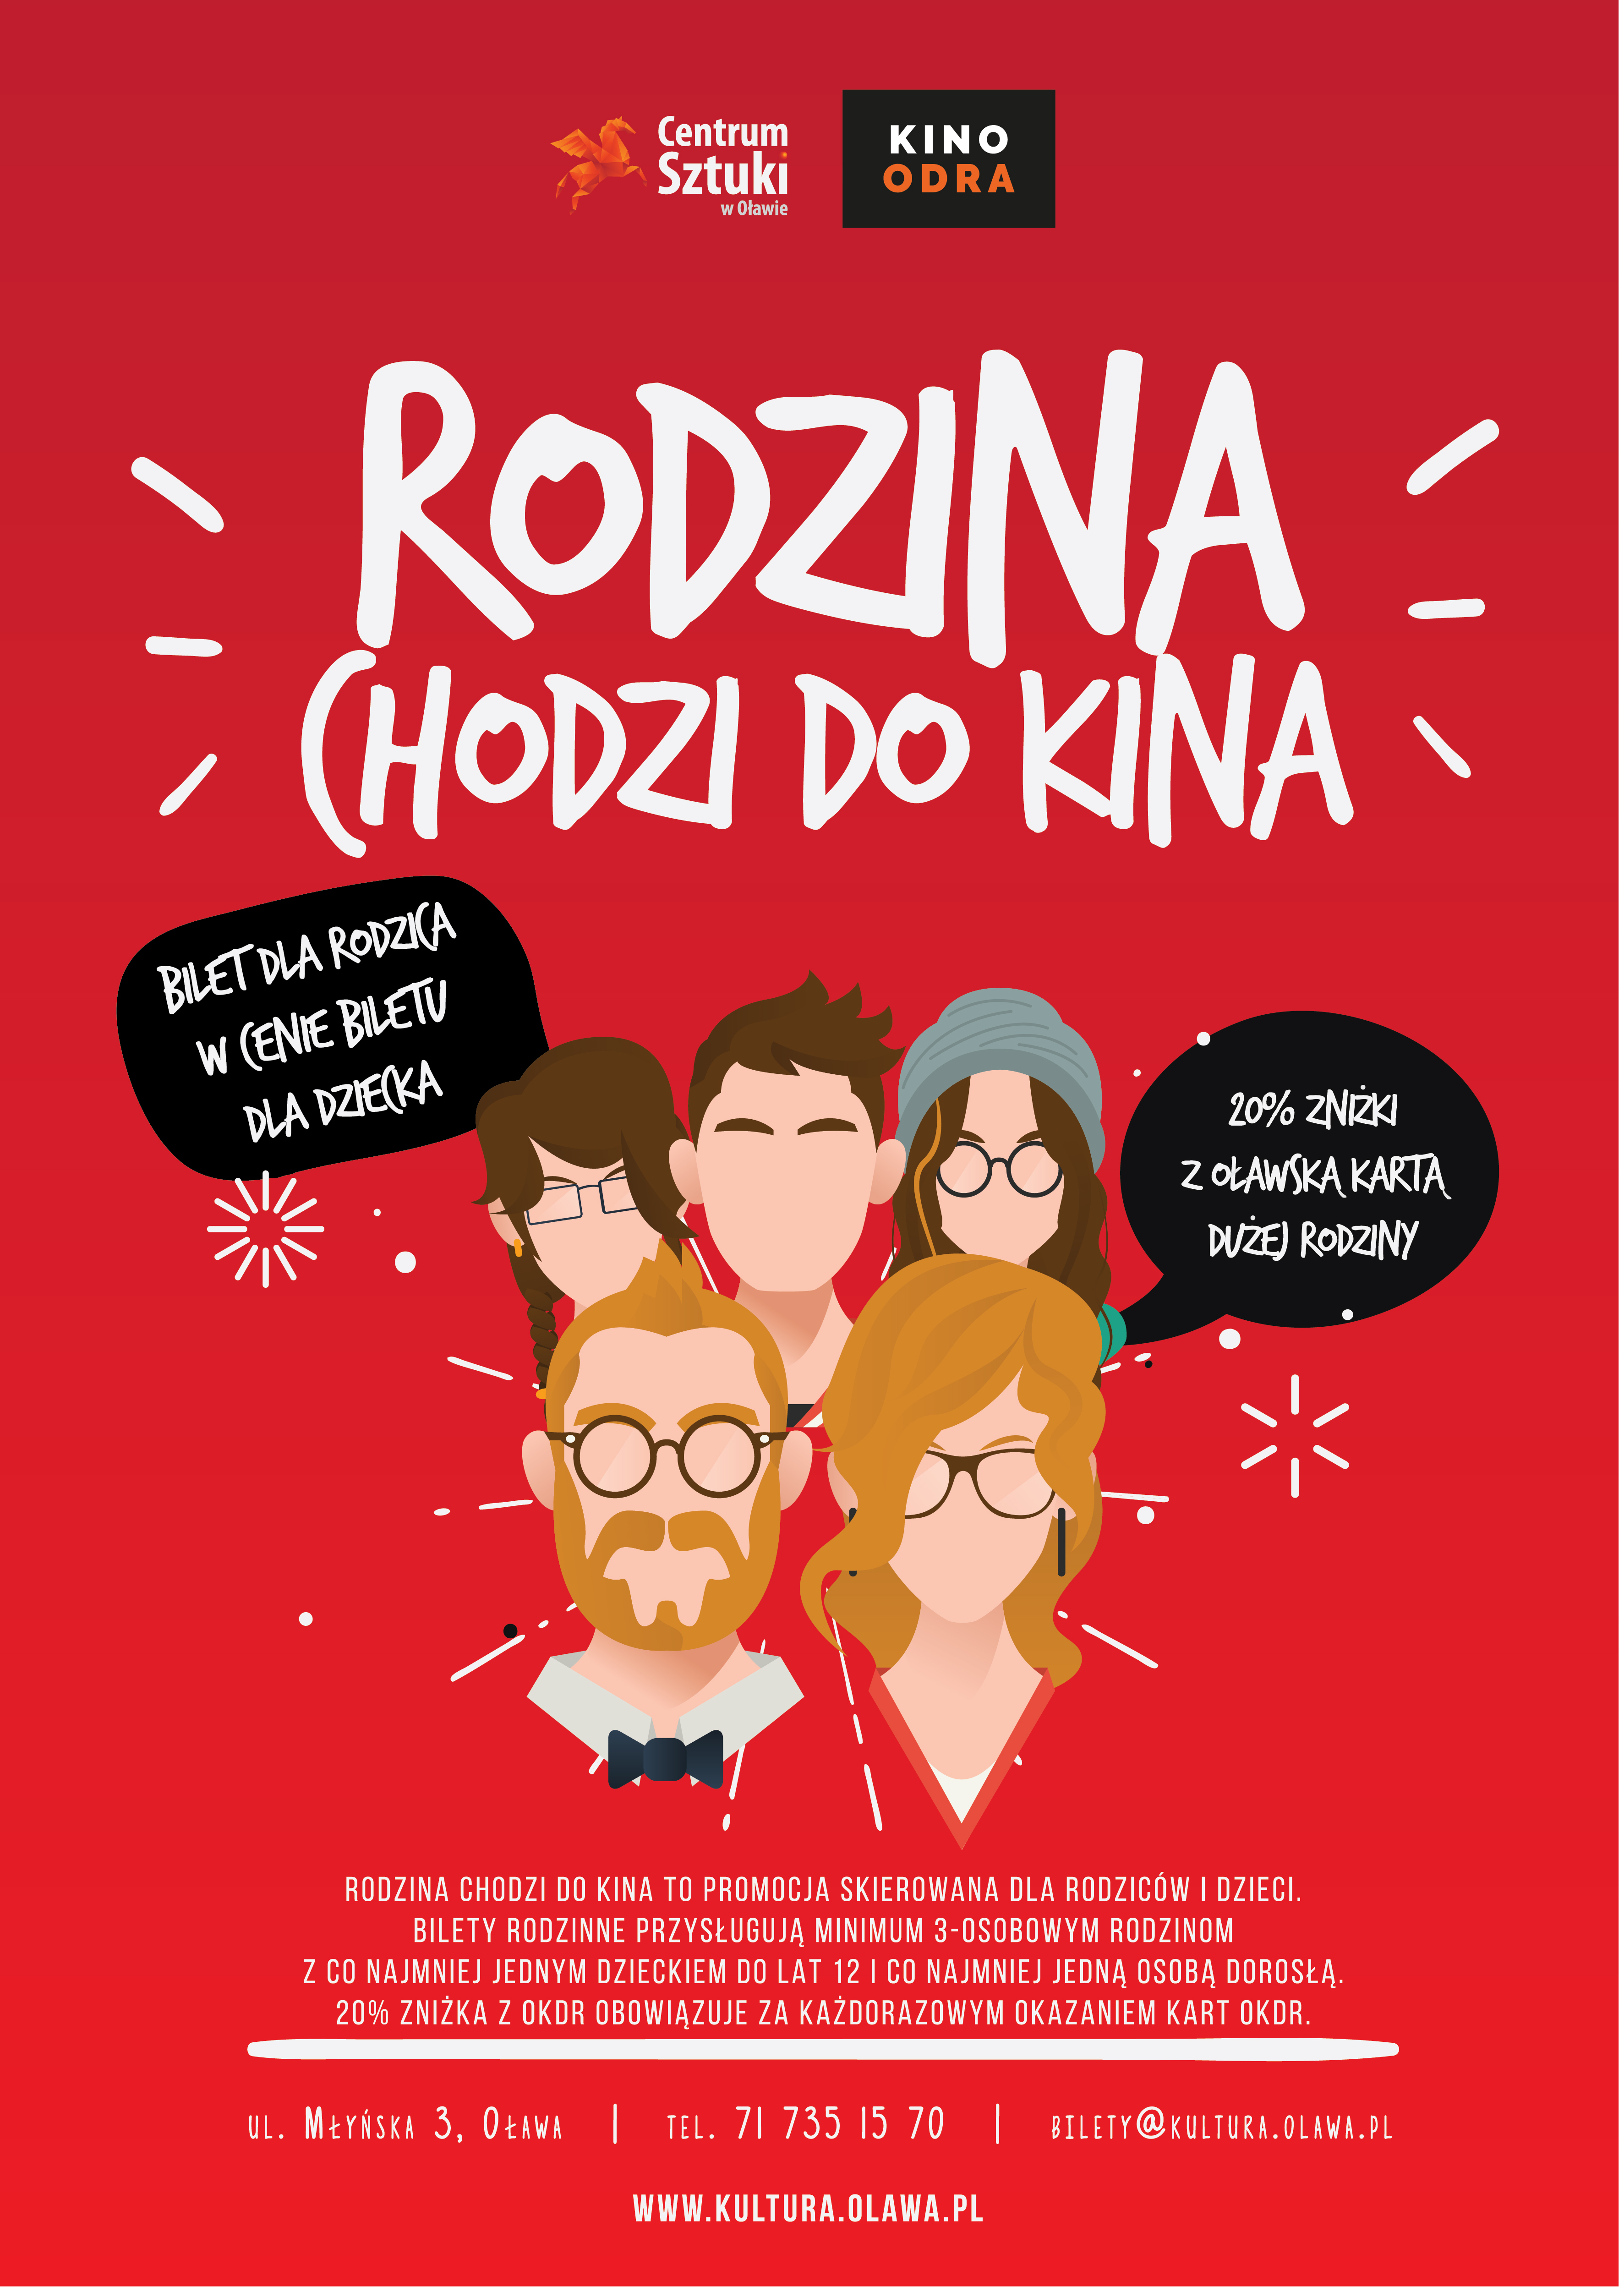 Centrum
Sztuki
w Oławie
KINO
ODRA
RODZINA
CHODZI DO KINA
BILET DLA RODZICA
W CENIE BILETU
DLA DZIECKA
20% ZNIŻKI
Z OŁAWSKĄ KARTĄ
DUŻEJ RODZINY
RODZINA CHODZI DO KINA TO PROMOCJA SKIEROWANA DLA RODZICÓW I DZIECI.
BILETY RODZINNE PRZYSŁUGUJĄ MINIMUM 3-OSOBOWYM RODZINOM
Z CO NAJMNIEJ JEDNYM DZIECKIEM DO LAT 12 I CO NAJMNIEJ JEDNĄ OSOBĄ DOROSŁĄ.
20% ZNIŻKA Z OKDR OBOWIĄZUJE ZA KAŻDORAZOWYM OKAZANIEM KART OKDR.
UL. MŁYŃSKA 3, OŁAWA | TEL. 71 735 15 70 | BILETY@KULTURA.OLAWA.PL
WWW.KULTURA.OLAWA.PL